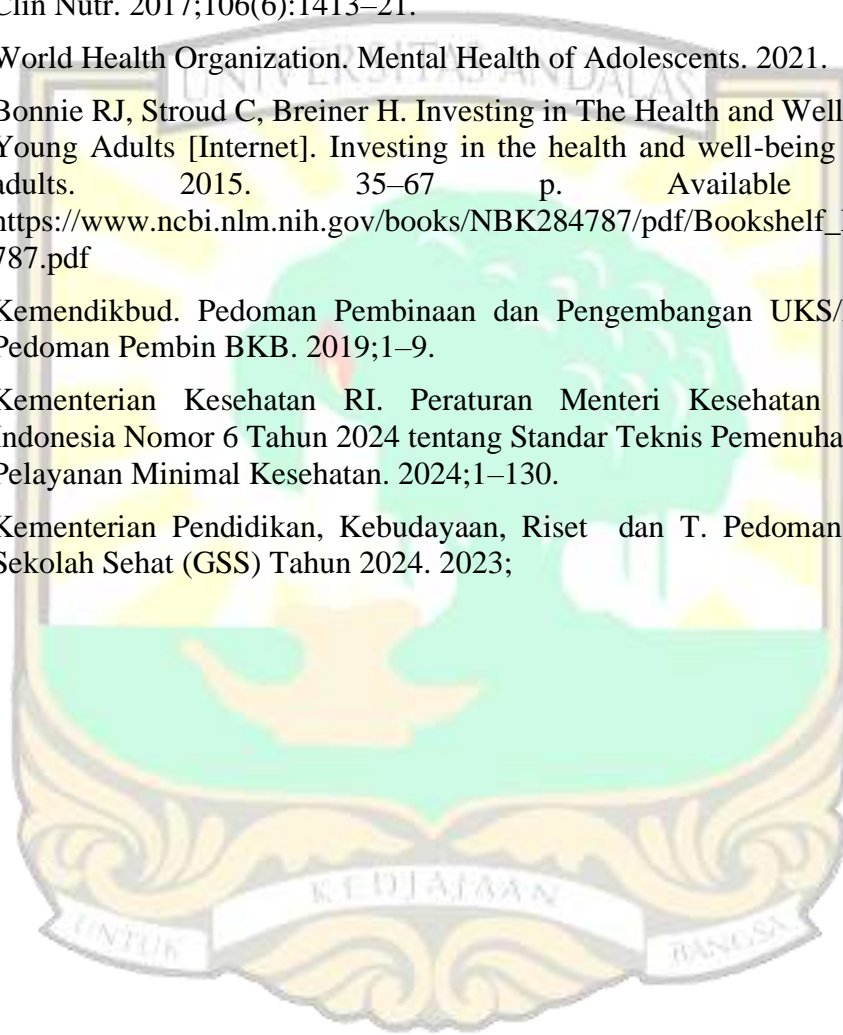 Clin Nutr. 2017;106(6):1413–21.
World Health Organization. Mental Health of Adolescents. 2021.
UNIVERSITAS ANDALAS
Bonnie RJ, Stroud C, Breiner H. Investing in The Health and Well
Young Adults [Internet]. Investing in the health and well-being
adults. 2015. 35–67 p. Available
https://www.ncbi.nlm.nih.gov/books/NBK284787/pdf/Bookshelf_
787.pdf
Kemendikbud. Pedoman Pembinaan dan Pengembangan UKS/
Pedoman Pembin BKB. 2019;1–9.
Kementerian Kesehatan RI. Peraturan Menteri Kesehatan
Indonesia Nomor 6 Tahun 2024 tentang Standar Teknis Pemenuha
Pelayanan Minimal Kesehatan. 2024;1–130.
Kementerian Pendidikan, Kebudayaan, Riset dan T. Pedoman
Sekolah Sehat (GSS) Tahun 2024. 2023;
UNTUK KEDJAJAAN BANGSA